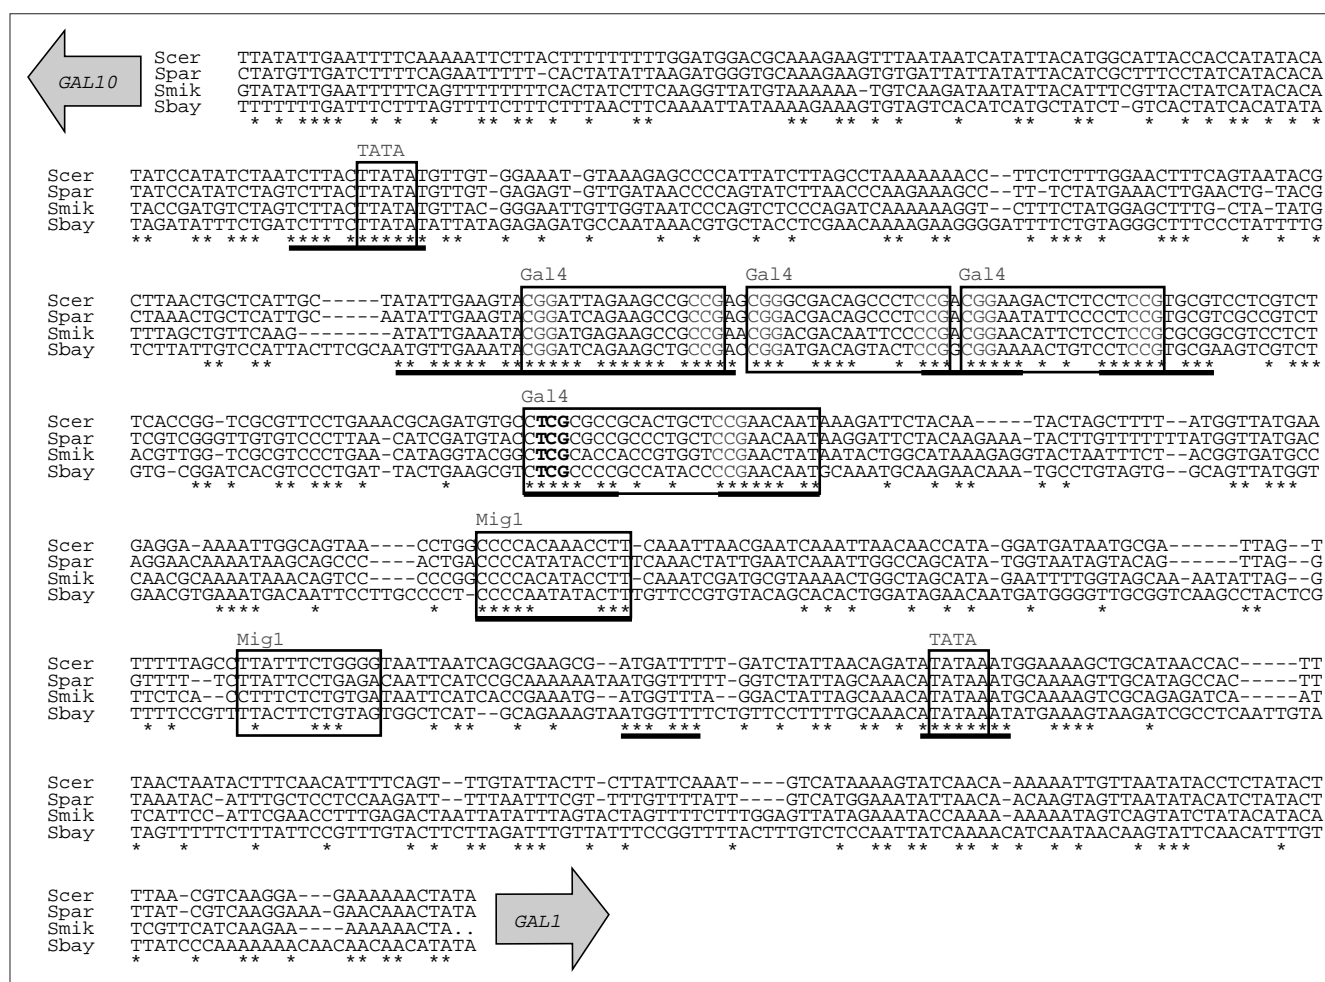 GAL10
Scer TTATATTGAATTTTCAAAAATTCTTACTTTTTTTTTGGATGGACGCAAAGAAGTTTAATAATCATATTACATGGCATTACCACCATATACA
Spar CTATGTTGATCTTTTCAGAATTTTT-CACTATATTAAGATGGGTGCAAAGAAGTGTGATTATTATATTACATCGCTTTCCTATCATACACA
Smik GTATATTGAATTTTTCAGTTTTTTTTCACTATCTTCAAGGTTATGTAAAAAA-TGTCAAGATAATATTACATTTCGTTACTATCATACACA
Sbay TTTTTTTGATTTCTTTAGTTTTCTTTCTTTAACTTCAAAATTATAAAAGAAAGTGTAGTCACATCATGCTATCT-GTCACTATCACATATA
* * **** * * * ** ** * * ** ** ** * * * ** ** * * * ** * * *
TATA
Scer TATCCATATCTAATCTTACTTATATGTTGT-GGAAAT-GTAAAGAGCCCCATTATCTTAGCCTAAAAAAACC--TTCTCTTTGGAACTTTCAGTAATACG
Spar TATCCATATCTAGTCTTACTTATATGTTGT-GAGAGT-GTTGATAACCCCAGTATCTTAACCCAAGAAAGCC--TT-TCTATGAAACTTGAACTG-TACG
Smik TACCGATGTCTAGTCTTACTTATATGTTAC-GGGAATTGTTGGTAATCCCAGTCTCCCAGATCAAAAAAGGT--CTTTCTATGGAGCTTTG-CTA-TATG
Sbay TAGATATTTCTGATCTTTCTTATATATTATAGAGAGATGCCAATAAACGTGCTACCTCGAACAAAAGAAGGGGATTTTCTGTAGGGCTTTCCCTATTTTG
** ** *** **** ******* ** * * * * * * * ** ** * *** * *** * * *
Gal4 Gal4 Gal4
Scer CTTAACTGCTCATTGC-----TATATTGAAGTACGGATTAGAAGCCGCCGAGCGGGCGACAGCCCTCCGACGGAAGACTCTCCTCCGTGCGTCCTCGTCT
Spar CTAAACTGCTCATTGC-----AATATTGAAGTACGGATCAGAAGCCGCCGAGCGGACGACAGCCCTCCGACGGAATATTCCCCTCCGTGCGTCGCCGTCT
Smik TTTAGCTGTTCAAG--------ATATTGAAATACGGATGAGAAGCCGCCGAACGGACGACAATTCCCCGACGGAACATTCTCCTCCGTGCGGCGTCCTCT
Sbay TCTTATTGTCCATTACTTCGCAATGTTGAAATACGGATCAGAAGCTGCCGACCGGATGACAGTACTCCGGCGGAAAACTGTCCTCCGTGCGAAGTCGTCT
** ** ** ***** ******* ****** ***** *** **** * *** ***** * * ****** *** * ***
Gal4
Scer TCACCGG-TCGCGTTCCTGAAACGCAGATGTGCCTCGCGCCGCACTGCTCCGAACAATAAAGATTCTACAA-----TACTAGCTTTT--ATGGTTATGAA
Spar TCGTCGGGTTGTGTCCCTTAA-CATCGATGTACCTCGCGCCGCCCTGCTCCGAACAATAAGGATTCTACAAGAAA-TACTTGTTTTTTTATGGTTATGAC
Smik ACGTTGG-TCGCGTCCCTGAA-CATAGGTACGGCTCGCACCACCGTGGTCCGAACTATAATACTGGCATAAAGAGGTACTAATTTCT--ACGGTGATGCC
Sbay GTG-CGGATCACGTCCCTGAT-TACTGAAGCGTCTCGCCCCGCCATACCCCGAACAATGCAAATGCAAGAACAAA-TGCCTGTAGTG--GCAGTTATGGT
** * ** *** * * ***** ** * * ****** ** * * ** * * ** ***
Mig1
Scer GAGGA-AAAATTGGCAGTAA----CCTGGCCCCACAAACCTT-CAAATTAACGAATCAAATTAACAACCATA-GGATGATAATGCGA------TTAG--T
Spar AGGAACAAAATAAGCAGCCC----ACTGACCCCATATACCTTTCAAACTATTGAATCAAATTGGCCAGCATA-TGGTAATAGTACAG------TTAG--G
Smik CAACGCAAAATAAACAGTCC----CCCGGCCCCACATACCTT-CAAATCGATGCGTAAAACTGGCTAGCATA-GAATTTTGGTAGCAA-AATATTAG--G
Sbay GAACGTGAAATGACAATTCCTTGCCCCT-CCCCAATATACTTTGTTCCGTGTACAGCACACTGGATAGAACAATGATGGGGTTGCGGTCAAGCCTACTCG
**** * * ***** *** * ** * * * * * *
Mig1 TATA
Scer TTTTTAGCCTTATTTCTGGGGTAATTAATCAGCGAAGCG--ATGATTTTT-GATCTATTAACAGATATATAAATGGAAAAGCTGCATAACCAC-----TT
Spar GTTTT--TCTTATTCCTGAGACAATTCATCCGCAAAAAATAATGGTTTTT-GGTCTATTAGCAAACATATAAATGCAAAAGTTGCATAGCCAC-----TT
Smik TTCTCA--CCTTTCTCTGTGATAATTCATCACCGAAATG--ATGGTTTA--GGACTATTAGCAAACATATAAATGCAAAAGTCGCAGAGATCA-----AT
Sbay TTTTCCGTTTTACTTCTGTAGTGGCTCAT--GCAGAAAGTAATGGTTTTCTGTTCCTTTTGCAAACATATAAATATGAAAGTAAGATCGCCTCAATTGTA
* * * *** * ** * * *** *** * * ** ** * ******** **** *
Scer TAACTAATACTTTCAACATTTTCAGT--TTGTATTACTT-CTTATTCAAAT----GTCATAAAAGTATCAACA-AAAAATTGTTAATATACCTCTATACT
Spar TAAATAC-ATTTGCTCCTCCAAGATT--TTTAATTTCGT-TTTGTTTTATT----GTCATGGAAATATTAACA-ACAAGTAGTTAATATACATCTATACT
Smik TCATTCC-ATTCGAACCTTTGAGACTAATTATATTTAGTACTAGTTTTCTTTGGAGTTATAGAAATACCAAAA-AAAAATAGTCAGTATCTATACATACA
Sbay TAGTTTTTCTTTATTCCGTTTGTACTTCTTAGATTTGTTATTTCCGGTTTTACTTTGTCTCCAATTATCAAAACATCAATAACAAGTATTCAACATTTGT
* * * * * * ** ** *** * * * * ** ** ** * * * *** *
Scer TTAA-CGTCAAGGA---GAAAAAACTATA
Spar TTAT-CGTCAAGGAAA-GAACAAACTATA
Smik TCGTTCATCAAGAA----AAAAAACTA..
Sbay TTATCCCAAAAAAACAACAACAACATATA
* * ** * ** ** **
GAL1